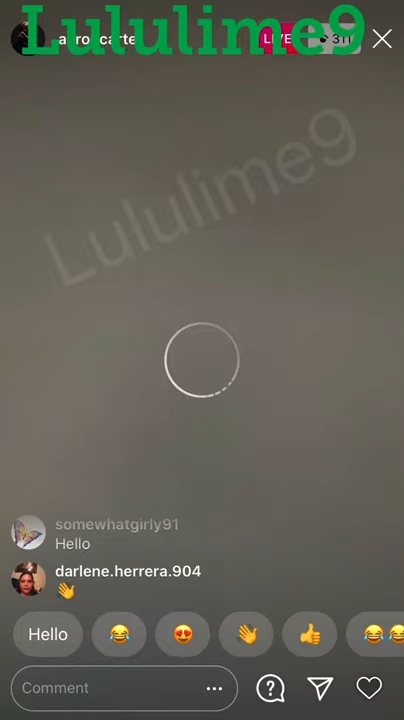 Lululime9
LIVE
311
Lululime9
somewhatgirly91
Hello
darlene.herrera.904
Hello
Comment